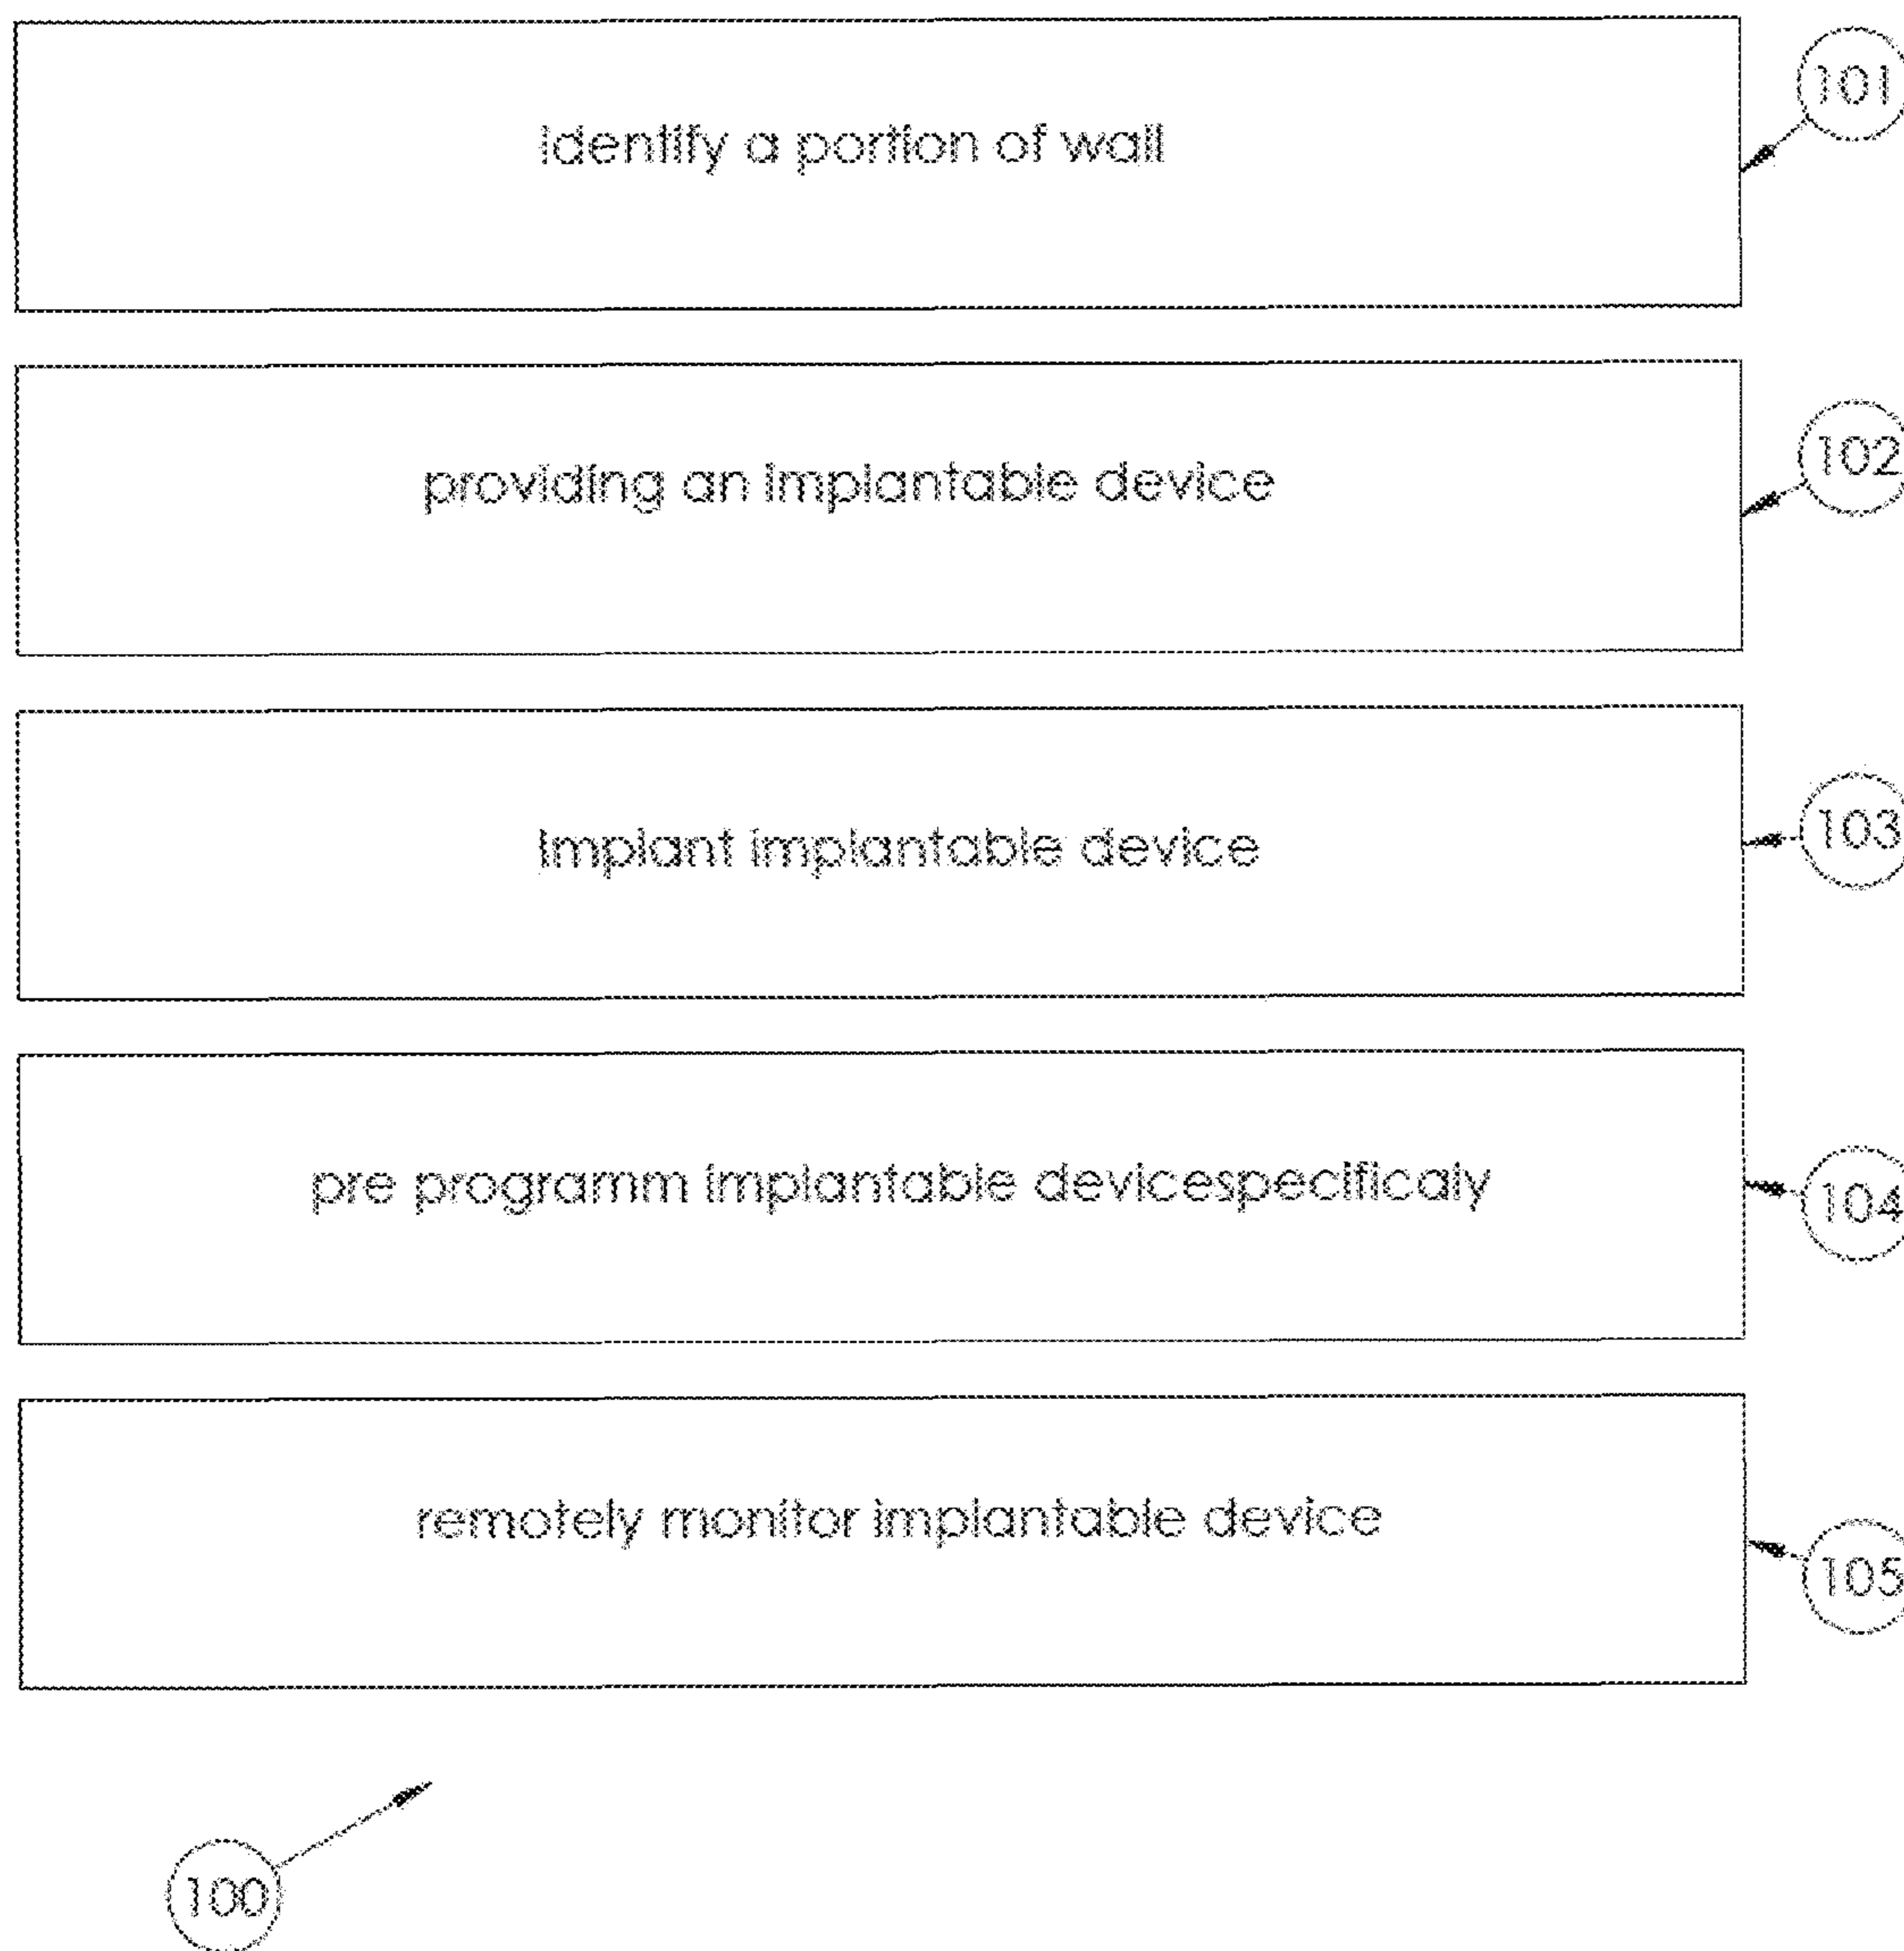 identify a portion of wall
101
providing an implantable device
102
Implant implantable device
103
pre programm implantable devicespecificaly
104
remotely monitor implantable device
105
100